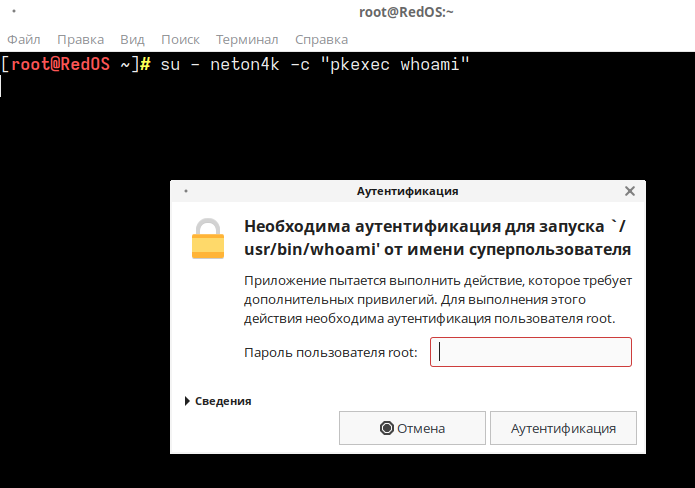 root@RedOS:~
Файл Правка Вид Поиск Терминал Справка
[root@RedOS ~]# su - neton4k -c "pkexec whoami"
Аутентификация
Необходима аутентификация для запуска `/
usr/bin/whoami' от имени суперпользователя
Приложение пытается выполнить действие, которое требует
дополнительных привилегий. Для выполнения этого
действия необходима аутентификация пользователя root.
Пароль пользователя root:
Сведения
Отмена Аутентификация